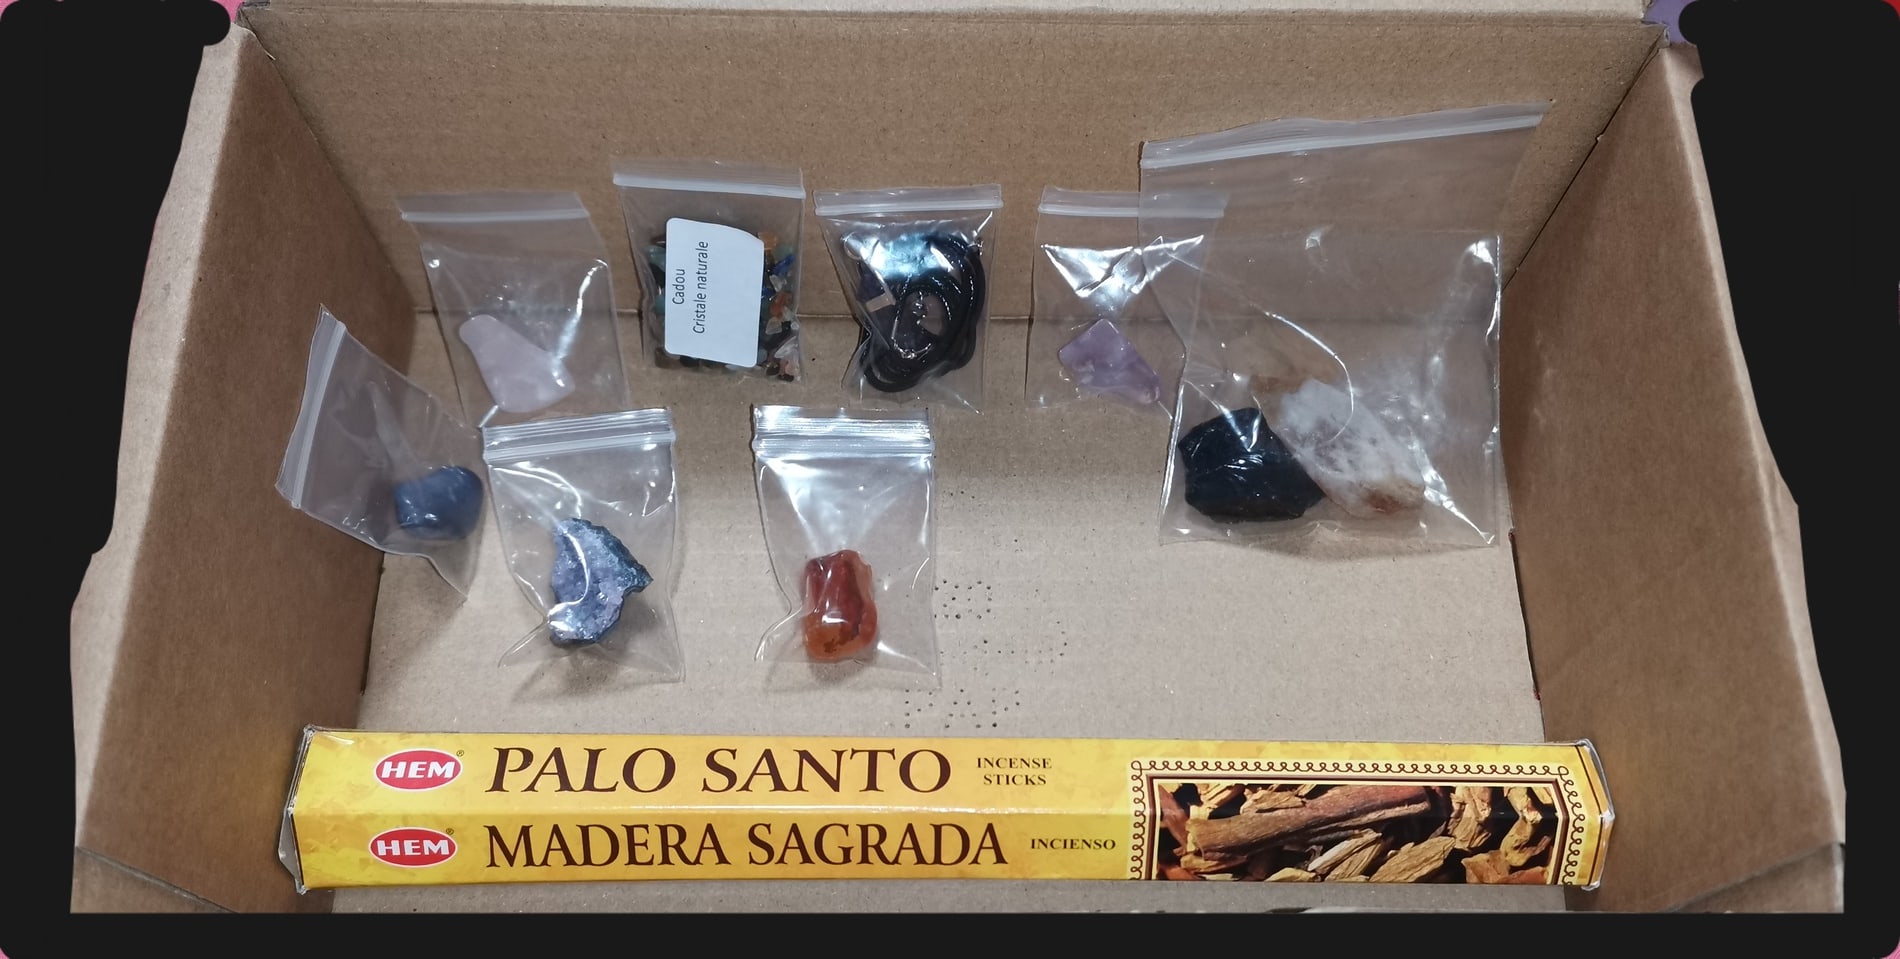 Cadou
Cristale naturale
HEM® PALO SANTO INCENSE
STICKS
HEM® MADERA SAGRADA INCIENSO